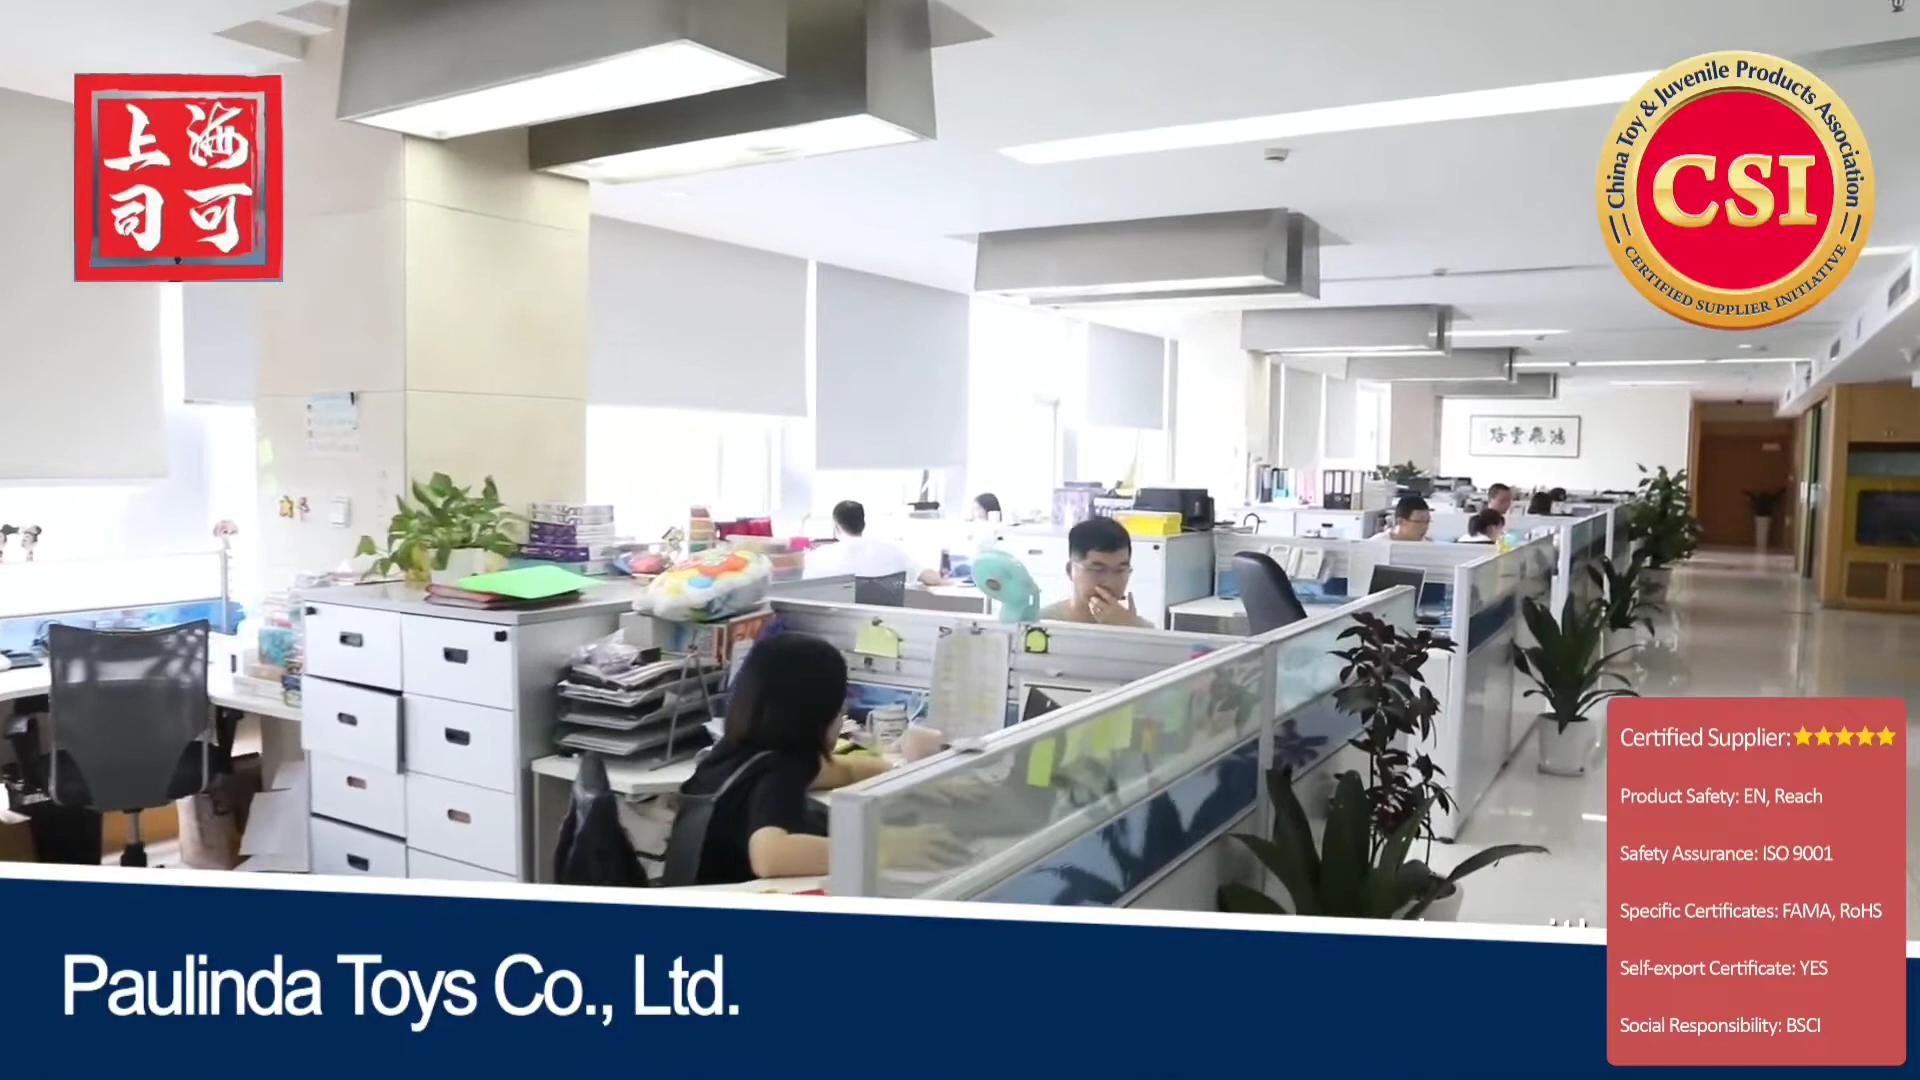 上海
司可
China Toy & Juvenile Products Association
CSI
CERTIFIED SUPPLIER INITIATIVE
Certified Supplier:★★★★★
Product Safety: EN, Reach
Safety Assurance: ISO 9001
Specific Certificates: FAMA, RoHS
Self-export Certificate: YES
Social Responsibility: BSCI
Paulinda Toys Co., Ltd.